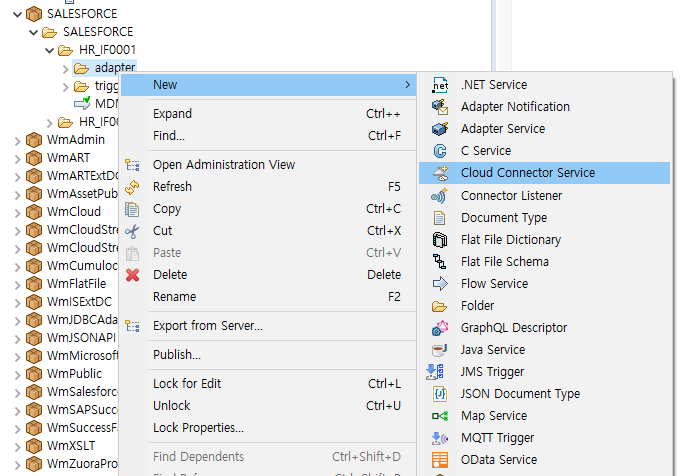 SALESFORCE
SALESFORCE
HR_IF0001
adapter
trigg
MDM
HR_IF00
WmAdmin
WmART
WmARTExtDC
WmAssetPub
WmCloud
WmCloudStre
WmCloudStre
WmCumuloc
WmFlatFile
WmISExtDC
WmJDBCAda
WmJSONAPI
WmMicrosoft
WmPublic
WmSalesforc
WmSAPSucc
WmSuccessFa
WmXSLT
WmZuoraPro
New
Expand Ctrl++
Find... Ctrl+F
Open Administration View
Refresh F5
Copy Ctrl+C
Cut Ctrl+X
Paste Ctrl+V
Delete Delete
Rename F2
Export from Server...
Publish...
Lock for Edit Ctrl+L
Unlock Ctrl+U
Lock Properties...
Find Dependents Ctrl+Shift+D
.NET Service
Adapter Notification
Adapter Service
C Service
Cloud Connector Service
Connector Listener
Document Type
Flat File Dictionary
Flat File Schema
Flow Service
Folder
GraphQL Descriptor
Java Service
JMS Trigger
JSON Document Type
Map Service
MQTT Trigger
OData Service